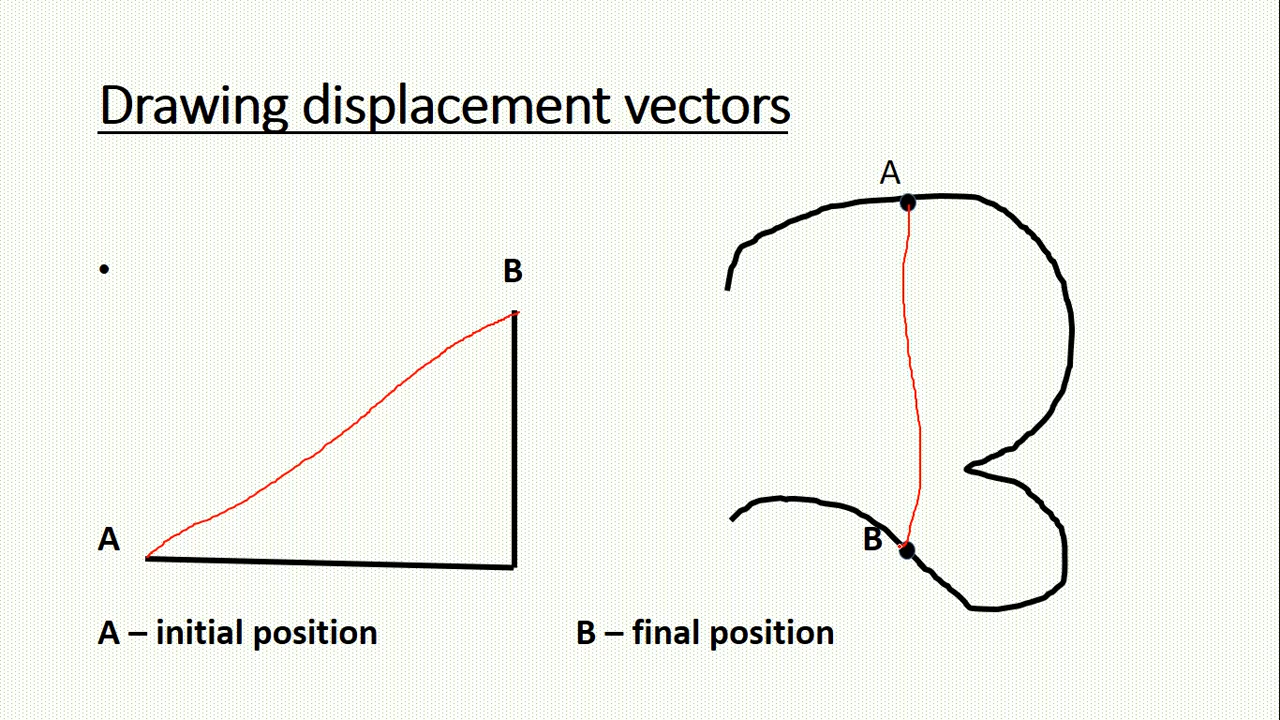 Drawing displacement vectors
A
•
B
A
B
A – initial position
B – final position